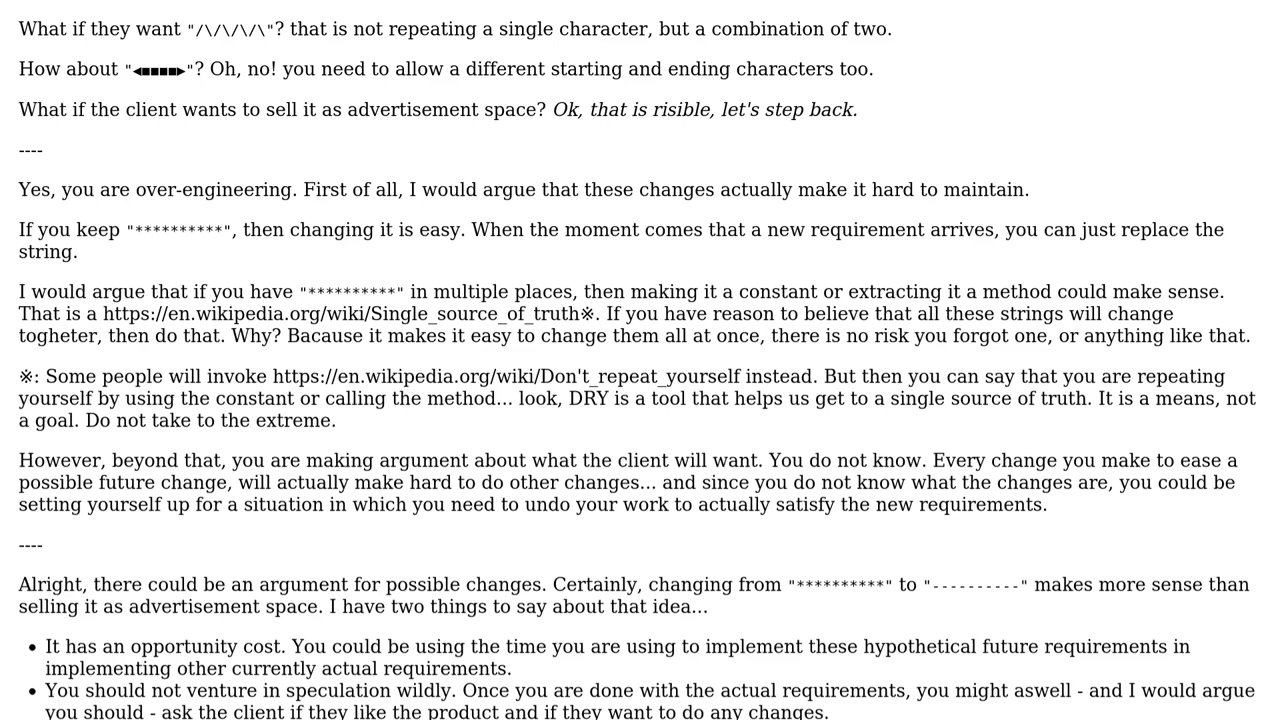 What if they want "/\/\/\/\"? that is not repeating a single character, but a combination of two.
How about "◄■■■■►"? Oh, no! you need to allow a different starting and ending characters too.
What if the client wants to sell it as advertisement space? Ok, that is risible, let's step back.
----
Yes, you are over-engineering. First of all, I would argue that these changes actually make it hard to maintain.
If you keep "**********", then changing it is easy. When the moment comes that a new requirement arrives, you can just replace the
string.
I would argue that if you have "**********" in multiple places, then making it a constant or extracting it a method could make sense.
That is a https://en.wikipedia.org/wiki/Single_source_of_truth※. If you have reason to believe that all these strings will change
togheter, then do that. Why? Bacause it makes it easy to change them all at once, there is no risk you forgot one, or anything like that.
※: Some people will invoke https://en.wikipedia.org/wiki/Don't_repeat_yourself instead. But then you can say that you are repeating
yourself by using the constant or calling the method... look, DRY is a tool that helps us get to a single source of truth. It is a means, not
a goal. Do not take to the extreme.
However, beyond that, you are making argument about what the client will want. You do not know. Every change you make to ease a
possible future change, will actually make hard to do other changes... and since you do not know what the changes are, you could be
setting yourself up for a situation in which you need to undo your work to actually satisfy the new requirements.
----
Alright, there could be an argument for possible changes. Certainly, changing from "**********" to "----------" makes more sense than
selling it as advertisement space. I have two things to say about that idea...
• It has an opportunity cost. You could be using the time you are using to implement these hypothetical future requirements in
implementing other currently actual requirements.
• You should not venture in speculation wildly. Once you are done with the actual requirements, you might aswell - and I would argue
you should - ask the client if they like the product and if they want to do any changes.